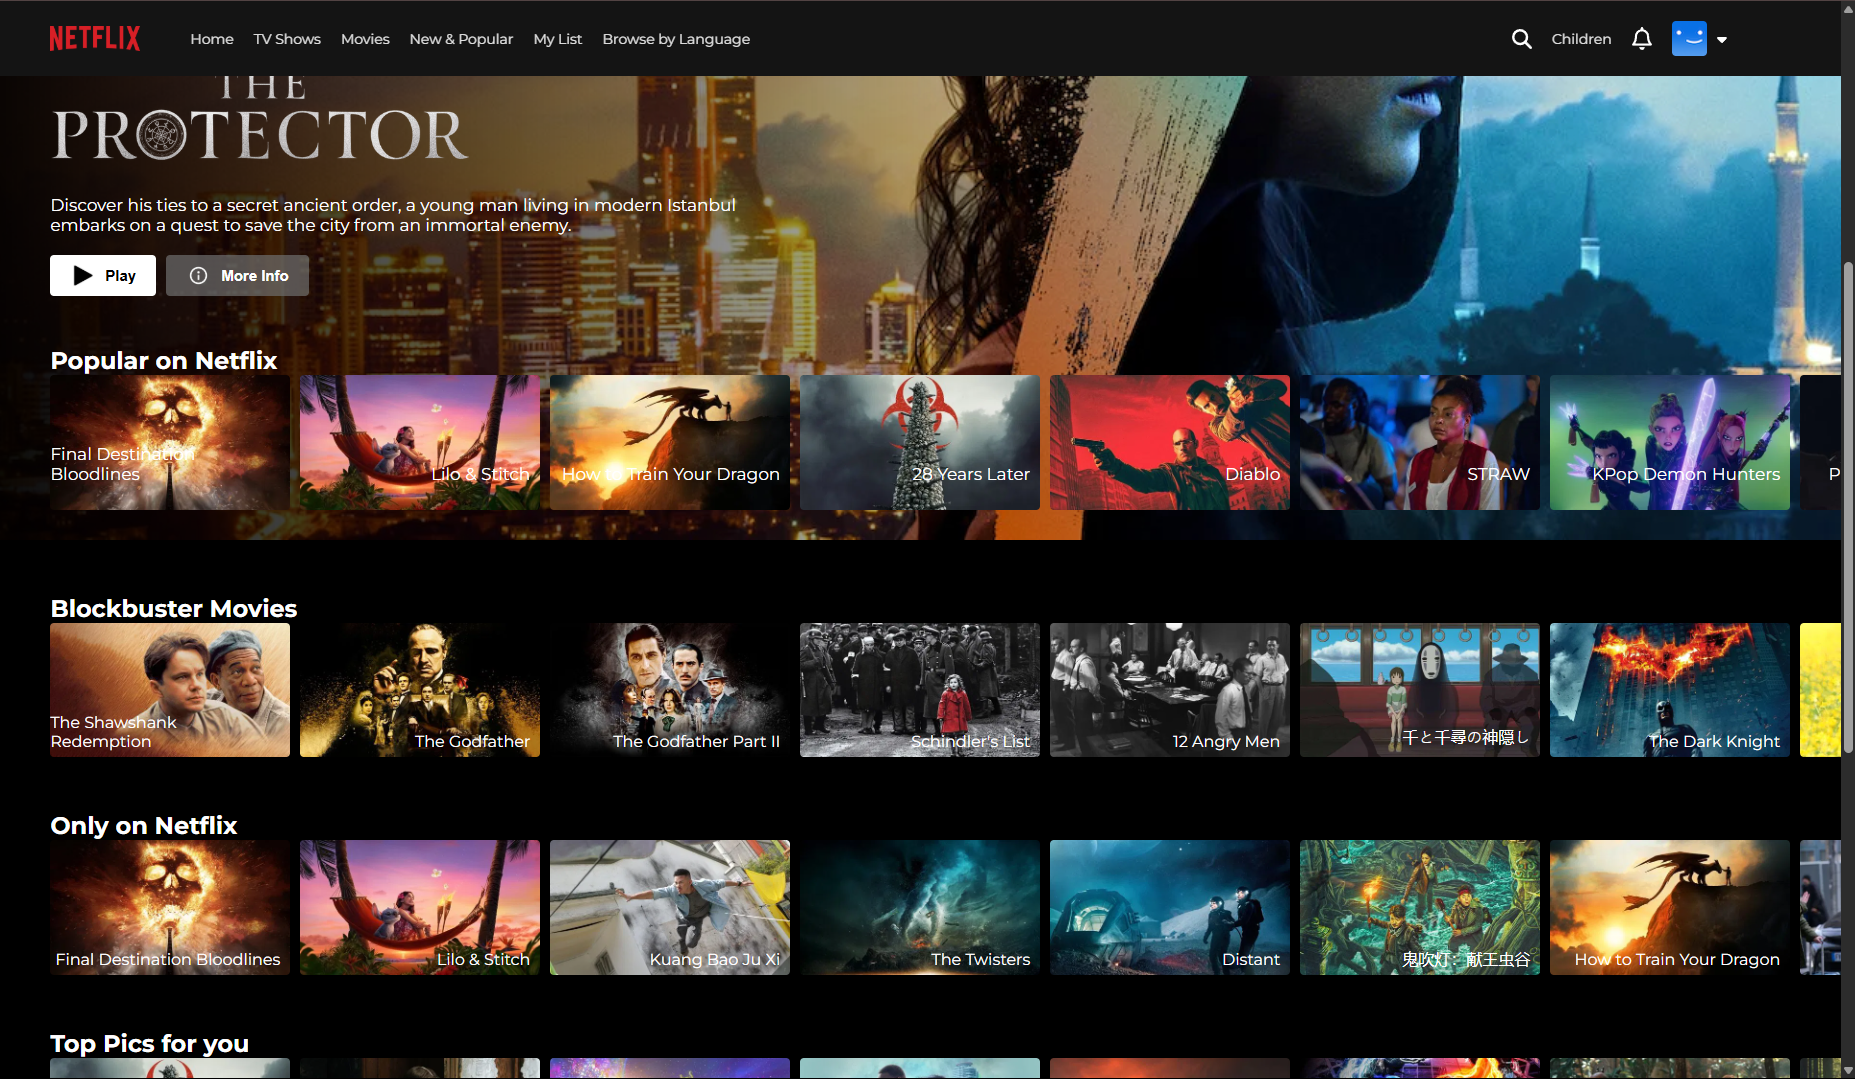 NETFLIX
Home TV Shows Movies New & Popular My List Browse by Language
Children
THE
PROTECTOR
Discover his ties to a secret ancient order, a young man living in modern Istanbul
embarks on a quest to save the city from an immortal enemy.
Play More Info
Popular on Netflix
Final Destination
Bloodlines
Lilo & Stitch
How to Train Your Dragon
28 Years Later
Diablo
STRAW
KPop Demon Hunters
P
Blockbuster Movies
The Shawshank
Redemption
The Godfather
The Godfather Part II
Schindler's List
12 Angry Men
千と千尋の神隠し
The Dark Knight
Only on Netflix
Final Destination Bloodlines
Lilo & Stitch
Kuang Bao Ju Xi
The Twisters
Distant
鬼吹灯：献王虫谷
How to Train Your Dragon
Top Pics for you